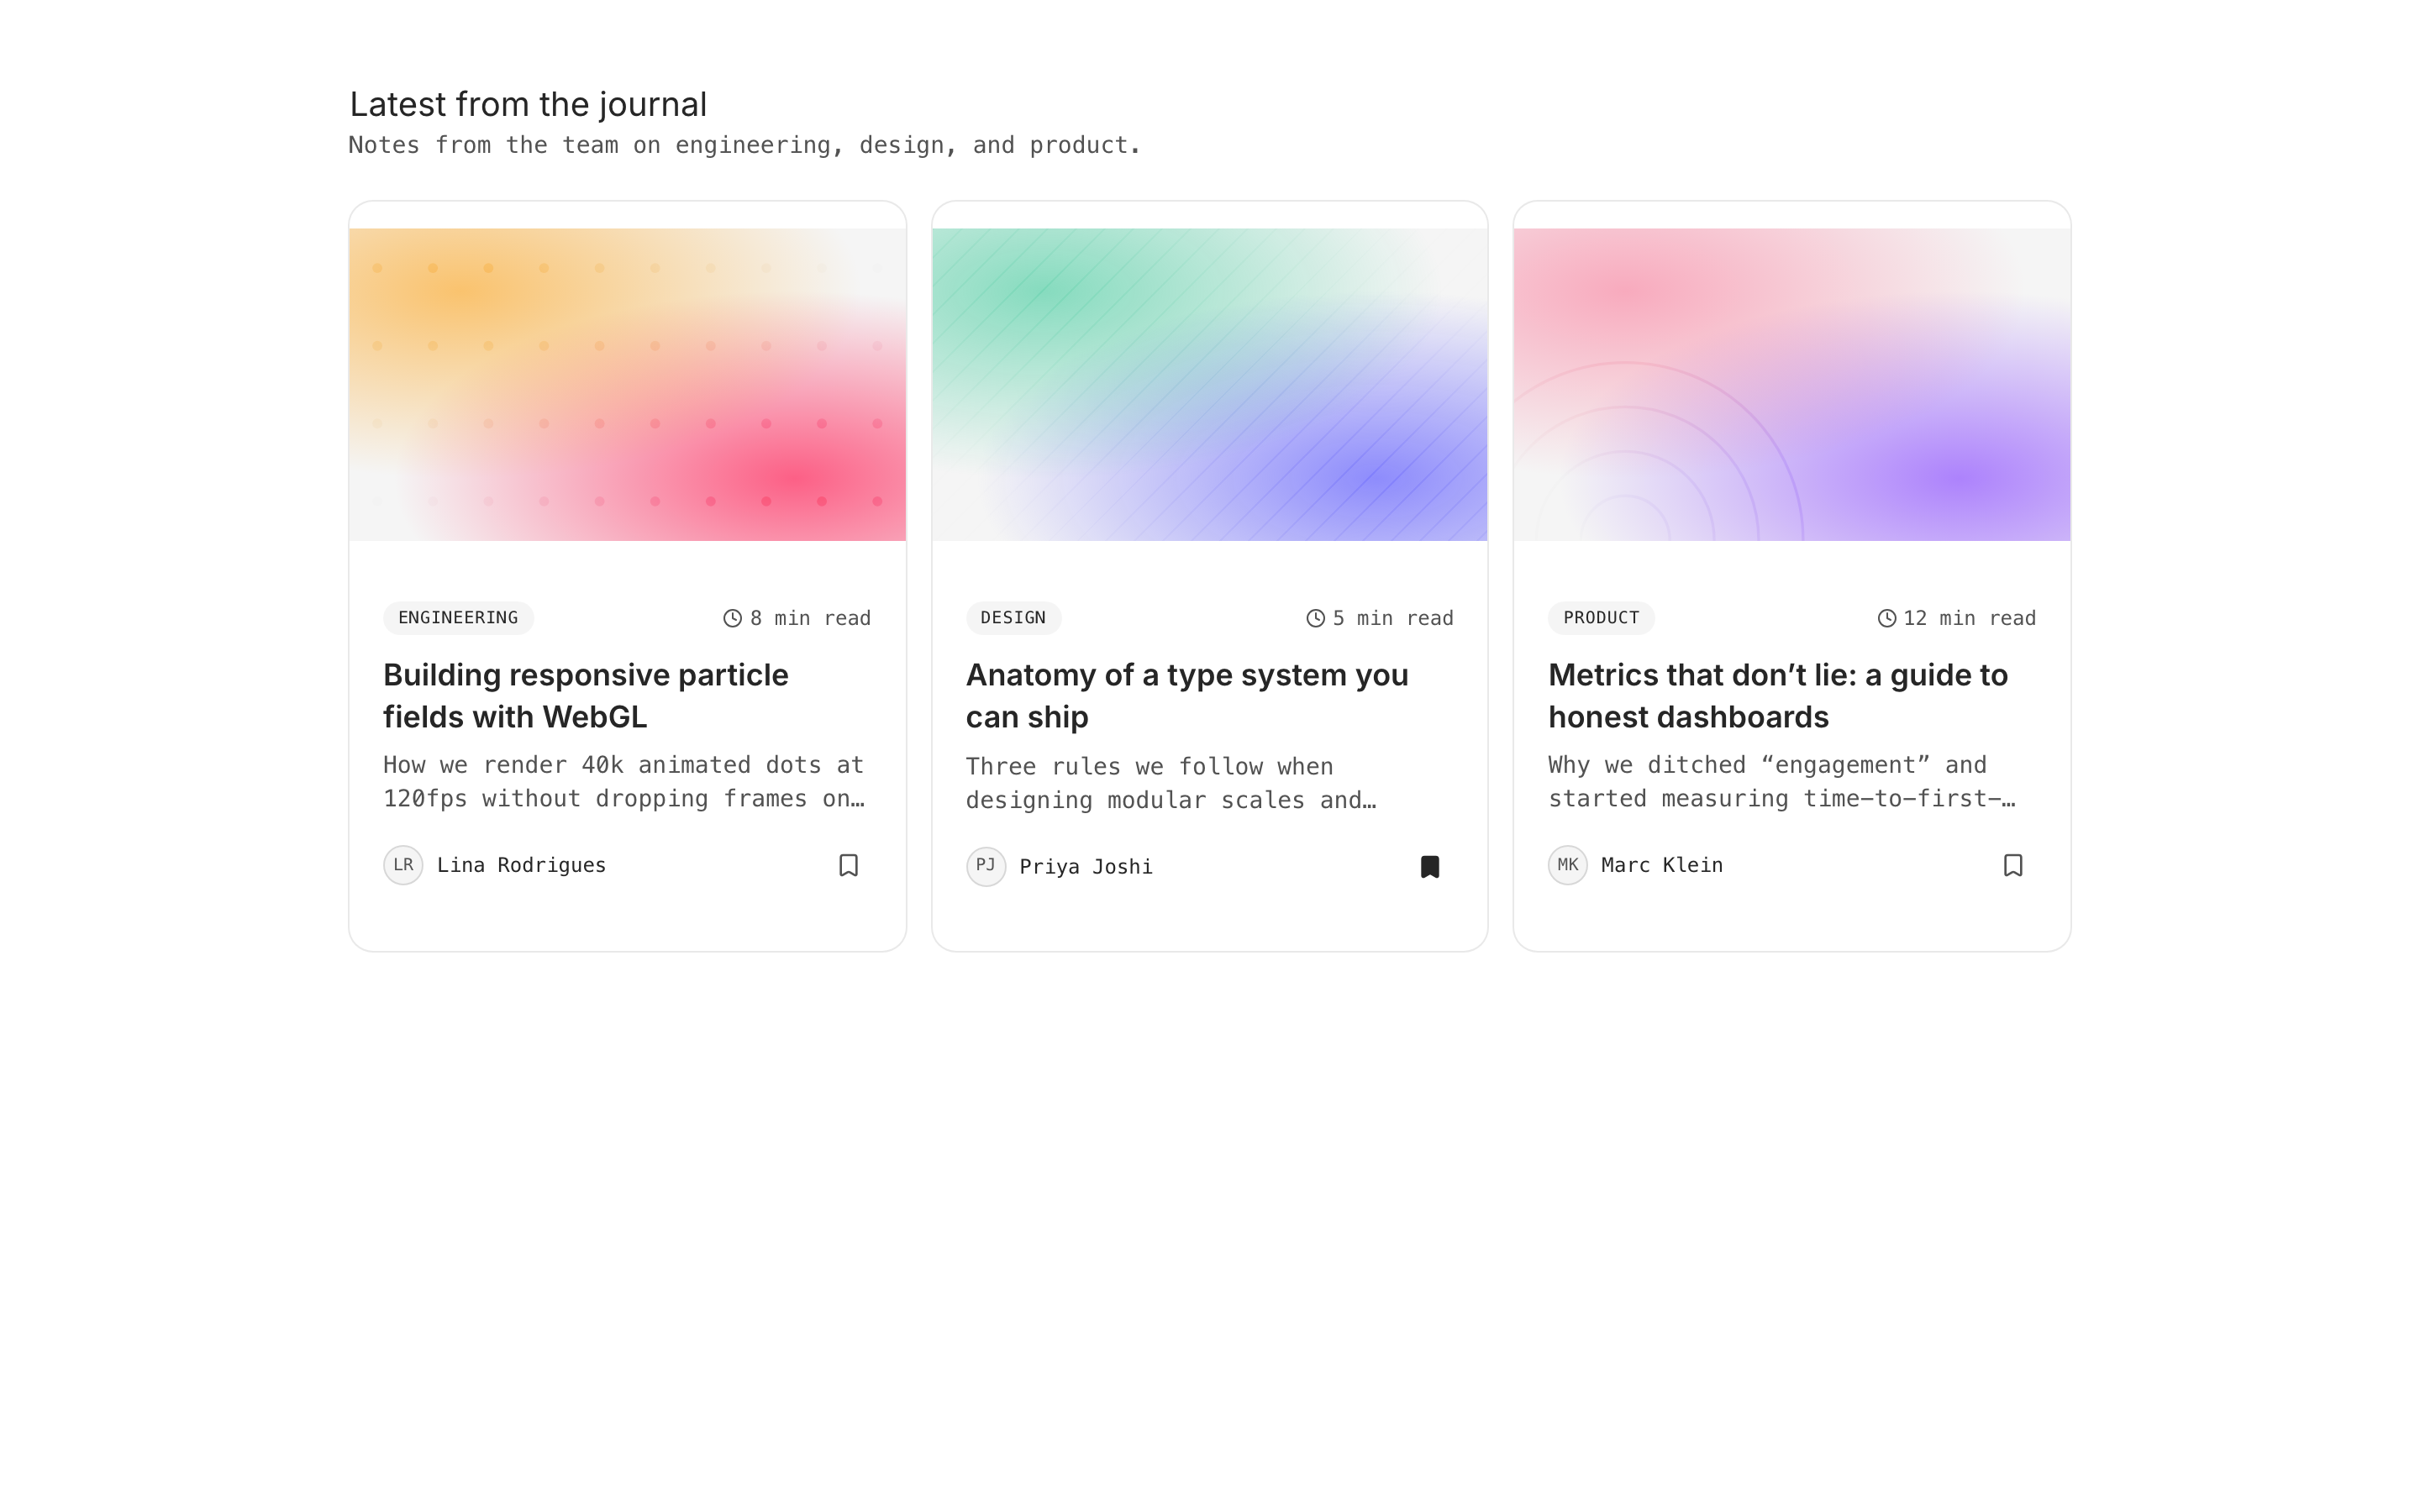 Latest from the journal
Notes from the team on engineering, design, and product.
ENGINEERING
8 min read
Building responsive particle
fields with WebGL
How we render 40k animated dots at
120fps without dropping frames on…
LR
Lina Rodrigues
DESIGN
5 min read
Anatomy of a type system you
can ship
Three rules we follow when
designing modular scales and…
PJ
Priya Joshi
PRODUCT
12 min read
Metrics that don’t lie: a guide to
honest dashboards
Why we ditched “engagement” and
started measuring time-to-first-…
MK
Marc Klein